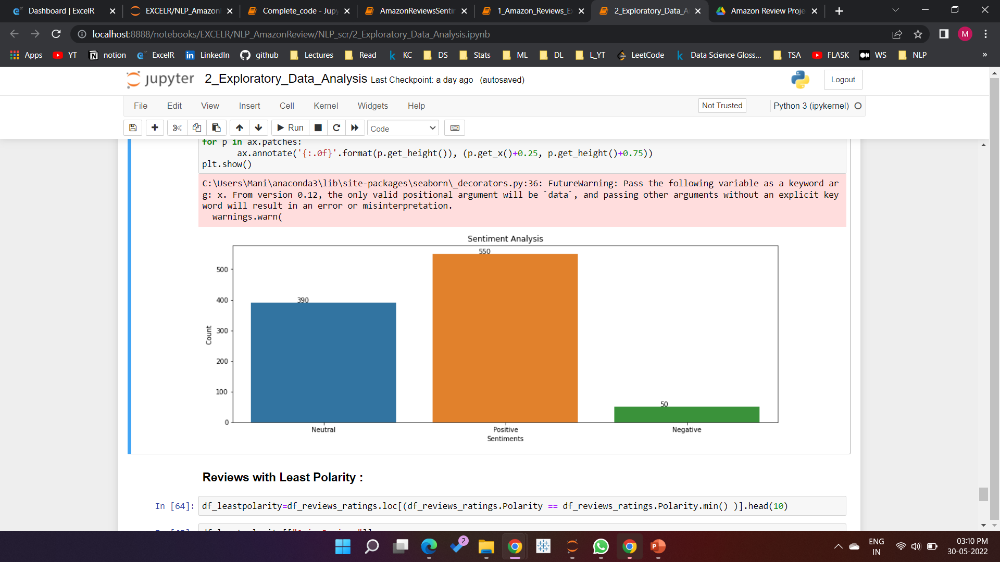 Dashboard | ExcelR
EXCELR/NLP_Amazon
Complete_code - Jupy
AmazonReviewsSentir
1_Amazon_Reviews_E
2_Exploratory_Data_A
Amazon Review Proje
localhost:8888/notebooks/EXCELR/NLP_AmazonReview/NLP_scr/2_Exploratory_Data_Analysis.ipynb
M
Apps YT notion ExcelR LinkedIn github Lectures Read KC DS Stats ML DL L_YT LeetCode Data Science Gloss... TSA FLASK WS NLP »
jupyter 2_Exploratory_Data_Analysis Last Checkpoint: a day ago (autosaved)
Logout
File Edit View Insert Cell Kernel Widgets Help
Not Trusted
Python 3 (ipykernel)
Run
Code
for p in ax.patches:
ax.annotate('{:.0f}'.format(p.get_height()), (p.get_x()+0.25, p.get_height()+0.75))
plt.show()
C:\Users\Mani\anaconda3\lib\site-packages\seaborn\_decorators.py:36: FutureWarning: Pass the following variable as a keyword ar
g: x. From version 0.12, the only valid positional argument will be `data`, and passing other arguments without an explicit key
word will result in an error or misinterpretation.
warnings.warn(
Sentiment Analysis
550
500
400
390
300
Count
200
100
50
0
Neutral Positive Negative
Sentiments
Reviews with Least Polarity :
In [64]: df_leastpolarity=df_reviews_ratings.loc[(df_reviews_ratings.Polarity == df_reviews_ratings.Polarity.min() )].head(10)
2
ENG
IN
03:10 PM
30-05-2022